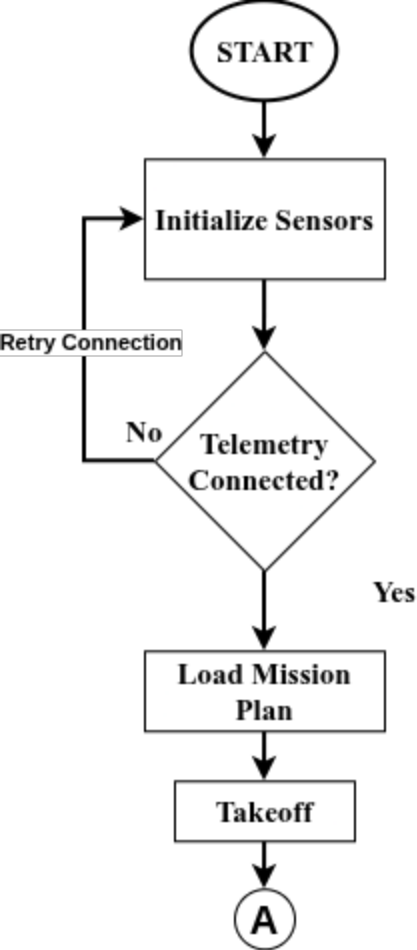 START
Initialize Sensors
Retry Connection
No
Telemetry
Connected?
Yes
Load Mission
Plan
Takeoff
A